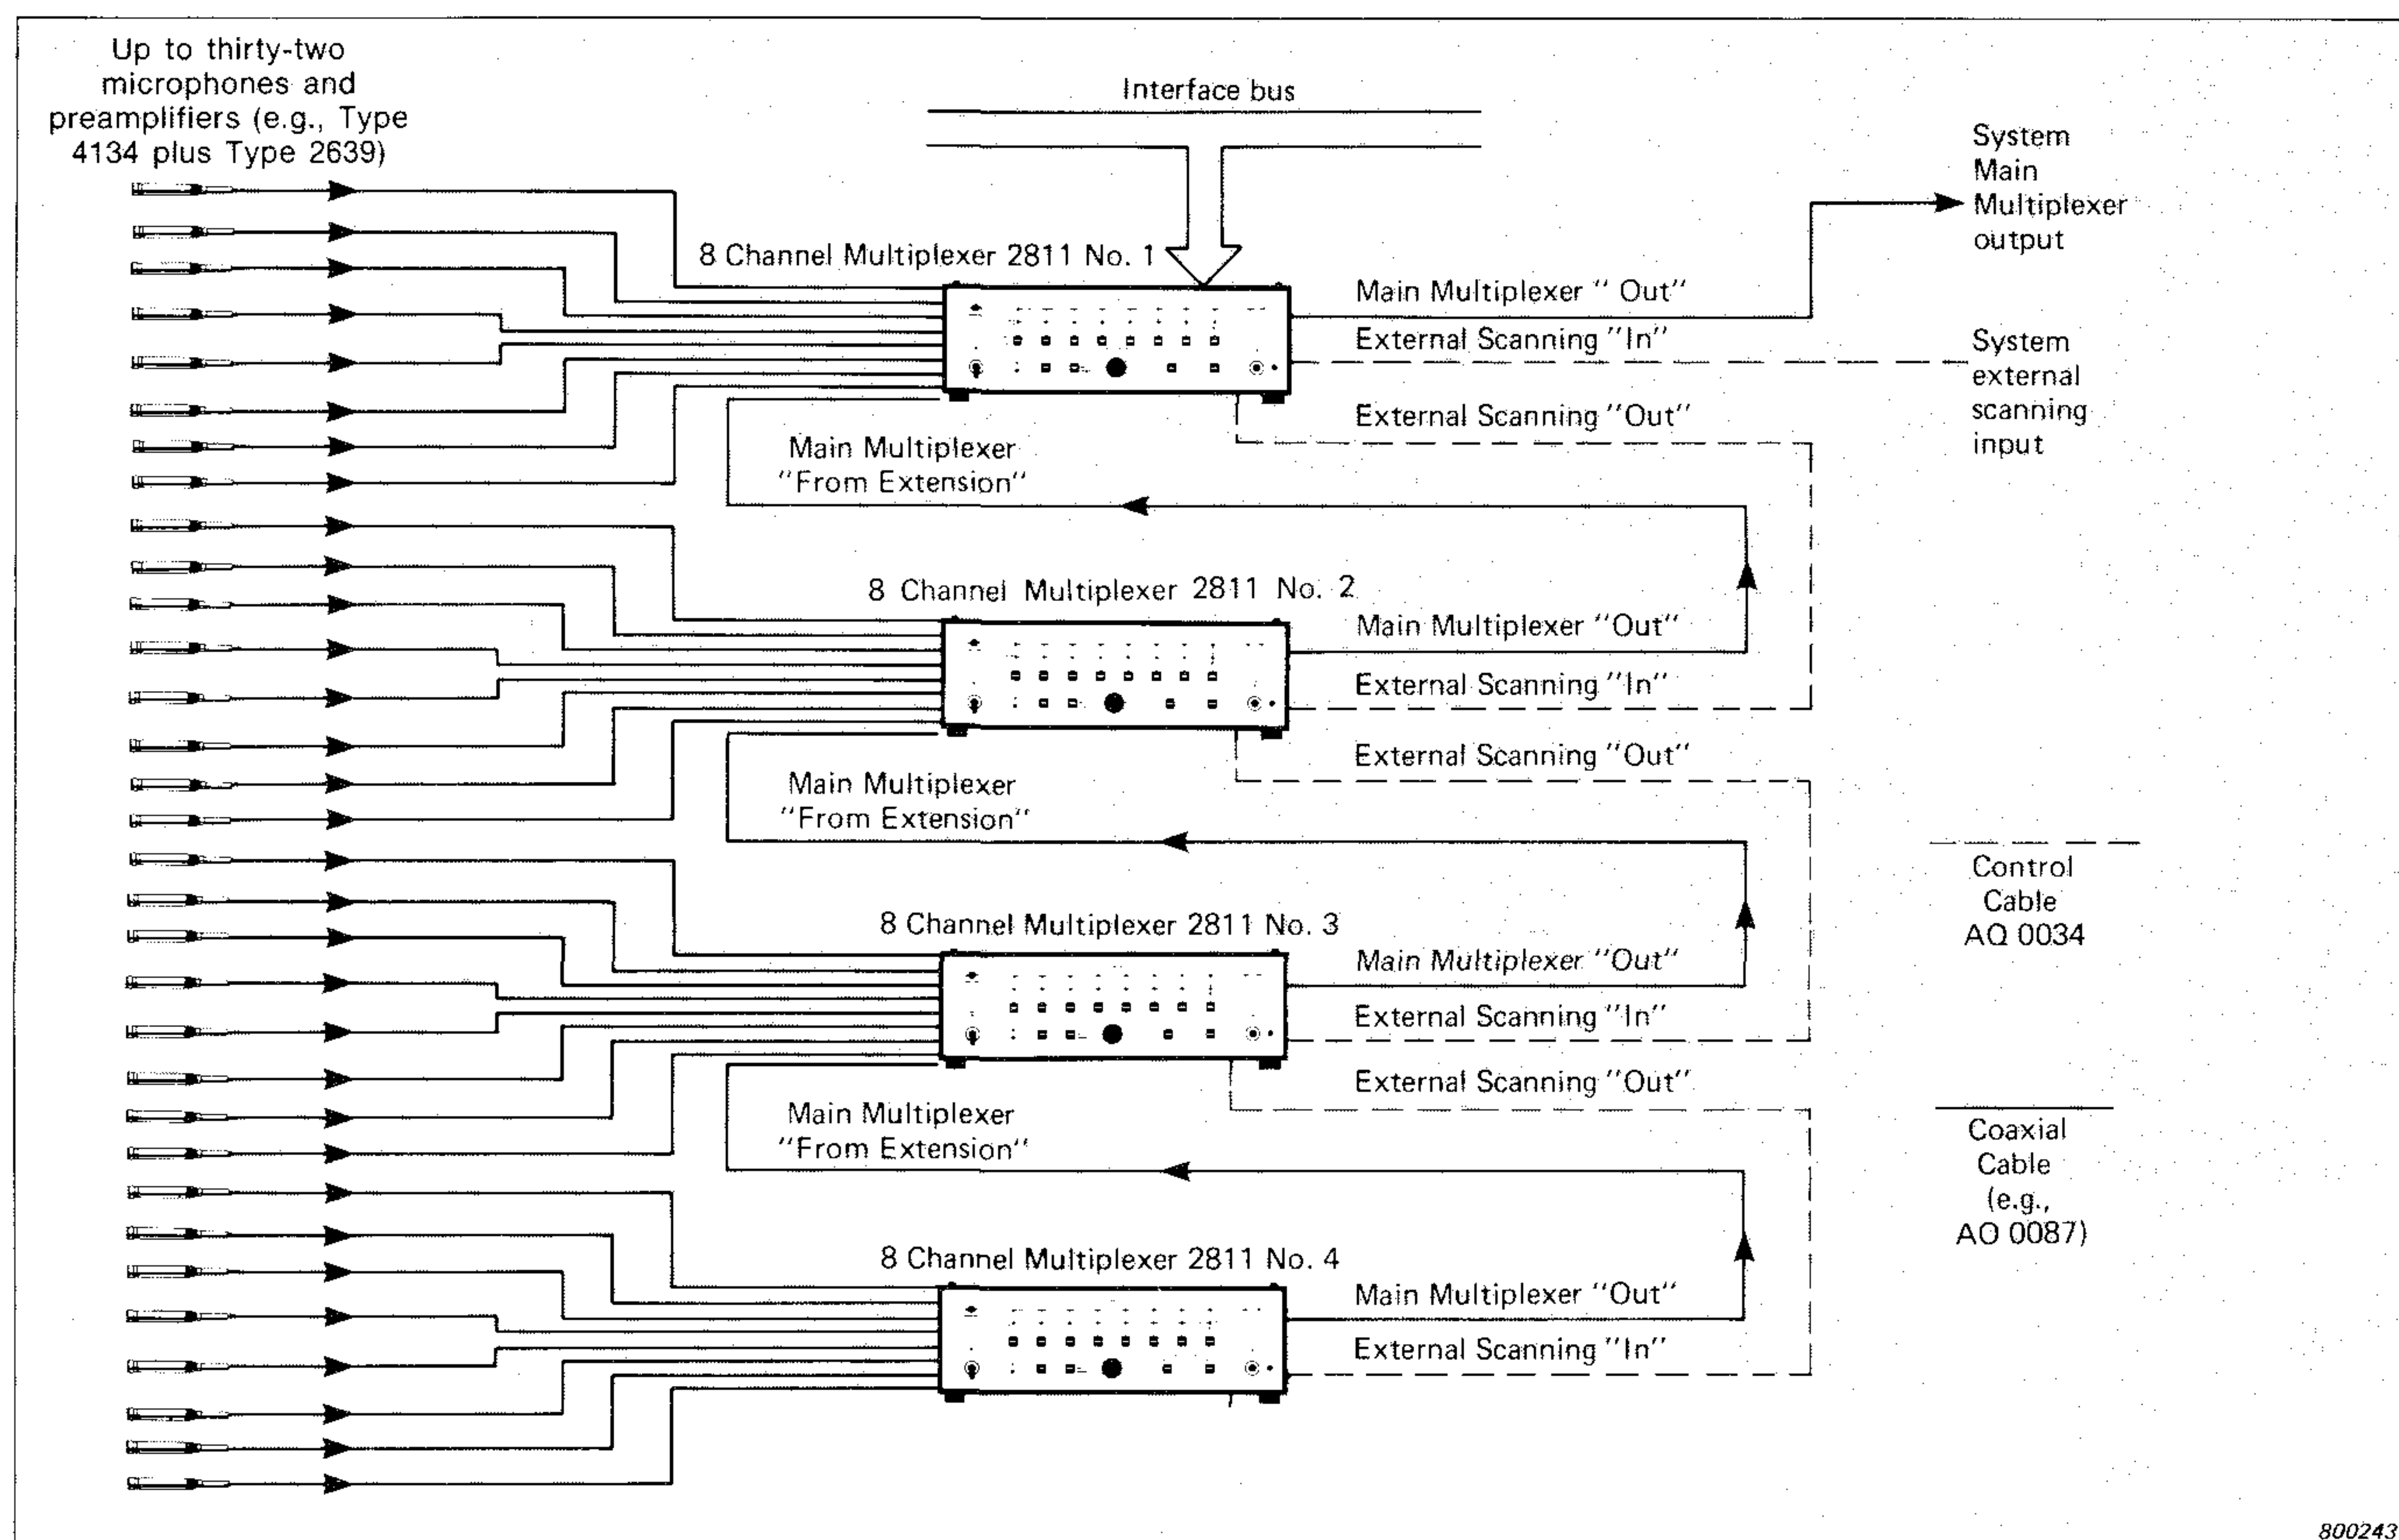 Up to thirty-two
microphones and
preamplifiers (e.g., Type
4134 plus Type 2639)
Interface bus
System
Main
Multiplexer
output
8 Channel Multiplexer 2811 No. 1
Main Multiplexer "Out"
External Scanning "In"
System
external
scanning
input
External Scanning "Out"
Main Multiplexer
"From Extension"
8 Channel Multiplexer 2811 No. 2
Main Multiplexer "Out"
External Scanning "In"
External Scanning "Out"
Main Multiplexer
"From Extension"
Control
Cable
AQ 0034
8 Channel Multiplexer 2811 No. 3
Main Multiplexer "Out"
External Scanning "In"
External Scanning "Out"
Main Multiplexer
"From Extension"
Coaxial
Cable
(e.g.,
AO 0087)
8 Channel Multiplexer 2811 No. 4
Main Multiplexer "Out"
External Scanning "In"
800243